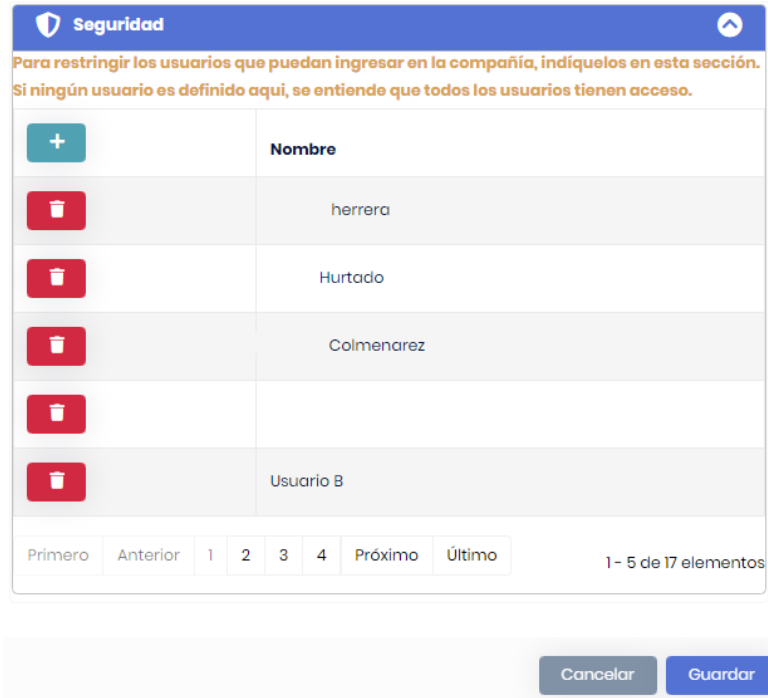 Seguridad
Para restringir los usuarios que puedan ingresar en la compañía, indíquelos en esta sección.
Si ningún usuario es definido aqui, se entiende que todos los usuarios tienen acceso.
+ Nombre
herrera
Hurtado
Colmenarez
Usuario B
Primero Anterior 1 2 3 4 Próximo Último 1 - 5 de 17 elementos
Cancelar Guardar